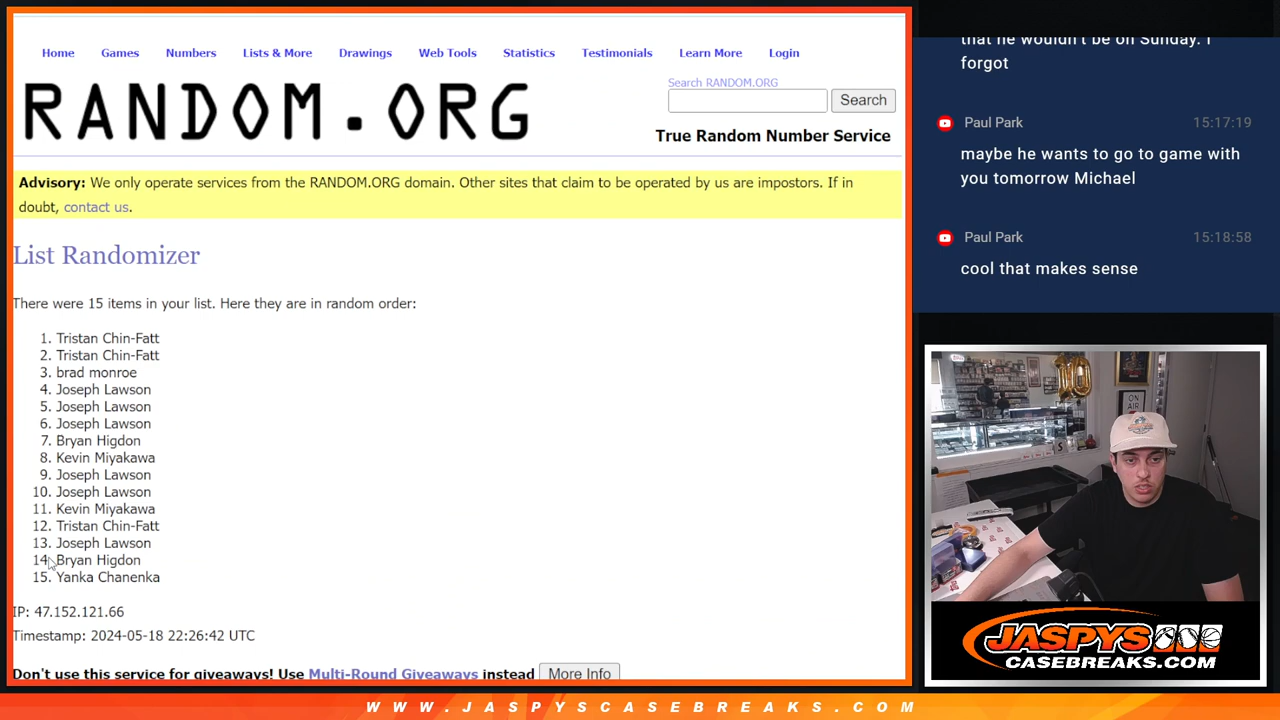 Home Games Numbers Lists & More Drawings Web Tools Statistics Testimonials Learn More Login
RANDOM.ORG
Search RANDOM.ORG
Search
True Random Number Service
Advisory: We only operate services from the RANDOM.ORG domain. Other sites that claim to be operated by us are impostors. If in
doubt, contact us.
List Randomizer
There were 15 items in your list. Here they are in random order:
1. Tristan Chin-Fatt
2. Tristan Chin-Fatt
3. brad monroe
4. Joseph Lawson
5. Joseph Lawson
6. Joseph Lawson
7. Bryan Higdon
8. Kevin Miyakawa
9. Joseph Lawson
10. Joseph Lawson
11. Kevin Miyakawa
12. Tristan Chin-Fatt
13. Joseph Lawson
14. Bryan Higdon
15. Yanka Chanenka
IP: 47.152.121.66
Timestamp: 2024-05-18 22:26:42 UTC
Don't use this service for giveaways! Use Multi-Round Giveaways instead More Info
that he wouldn't be on Sunday. I
forgot
Paul Park 15:17:19
maybe he wants to go to game with
you tomorrow Michael
Paul Park 15:18:58
cool that makes sense
10
ON
AIR
JASPYS
CASEBREAKS.COM
WWW.JASPYSCASEBREAKS.COM